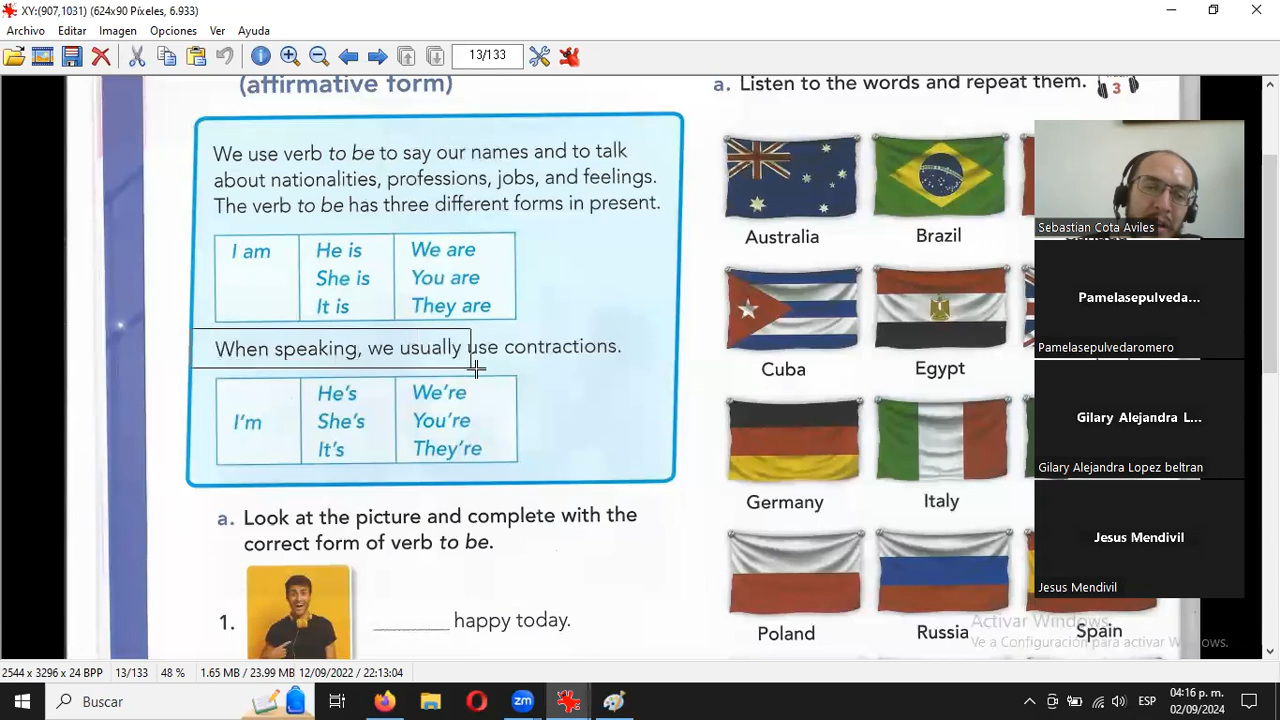 XY:(907,1031) (624x90 Píxeles, 6.933)
Archivo Editar Imagen Opciones Ver Ayuda
13/133
(affirmative form)
We use verb to be to say our names and to talk
about nationalities, professions, jobs, and feelings.
The verb to be has three different forms in present.
I am
He is
She is
It is
We are
You are
They are
When speaking, we usually use contractions.
I'm
He's
She's
It's
We're
You're
They're
a. Look at the picture and complete with the
correct form of verb to be.
1. ________ happy today.
a. Listen to the words and repeat them.
3
Australia
Brazil
Cuba
Egypt
Germany
Italy
Poland
Russia
Spain
Sebastian Cota Aviles
Pamelasepulveda...
Pamelasepulvedaromero
Gilary Alejandra L...
Gilary Alejandra Lopez beltran
Jesus Mendivil
Jesus Mendivil
Activar Windows
Ve a Configuración para activar Windows.
2544 x 3296 x 24 BPP 13/133 48 % 1.65 MB / 23.99 MB 12/09/2022 / 22:13:04
Buscar
zm
ESP
04:16 p. m.
02/09/2024